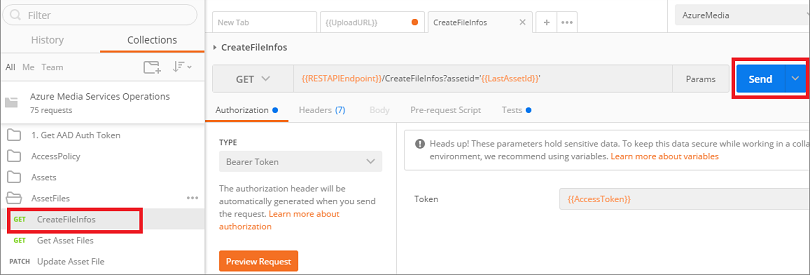 Filter
History
Collections
All Me Team
Azure Media Services Operations
75 requests
1. Get AAD Auth Token
AccessPolicy
Assets
AssetFiles
GET CreateFileInfos
GET Get Asset Files
PATCH Update Asset File
New Tab
{{UploadURL}}
CreateFileInfos
AzureMedia
CreateFileInfos
GET
{{RESTAPIEndpoint}}/CreateFileInfos?assetid='{{LastAssetId}}'
Params
Send
Authorization
Headers (7)
Body
Pre-request Script
Tests
TYPE
Bearer Token
The authorization header will be
automatically generated when you
send the request. Learn more about
authorization
Preview Request
Heads up! These parameters hold sensitive data. To keep this data secure while working in a colla
environment, we recommend using variables. Learn more about variables
Token
{{AccessToken}}